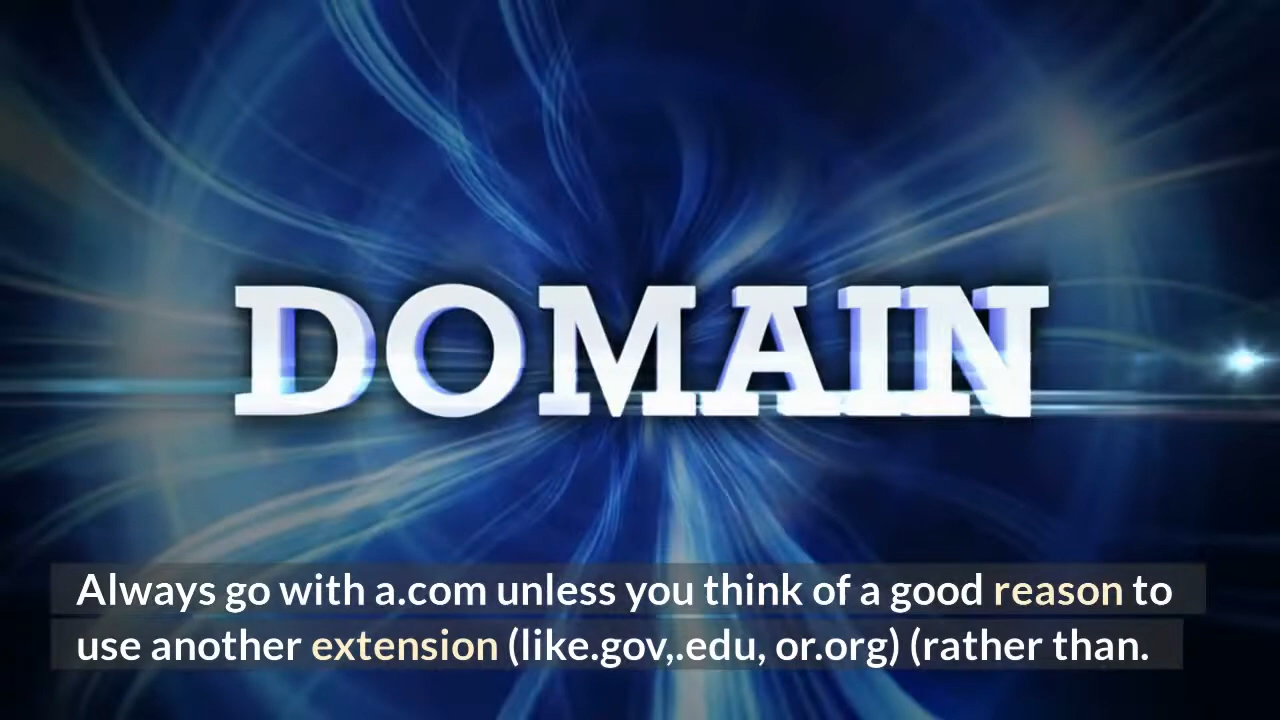 DOMAIN
Always go with a.com unless you think of a good reason to
use another extension (like.gov,.edu, or.org) (rather than.